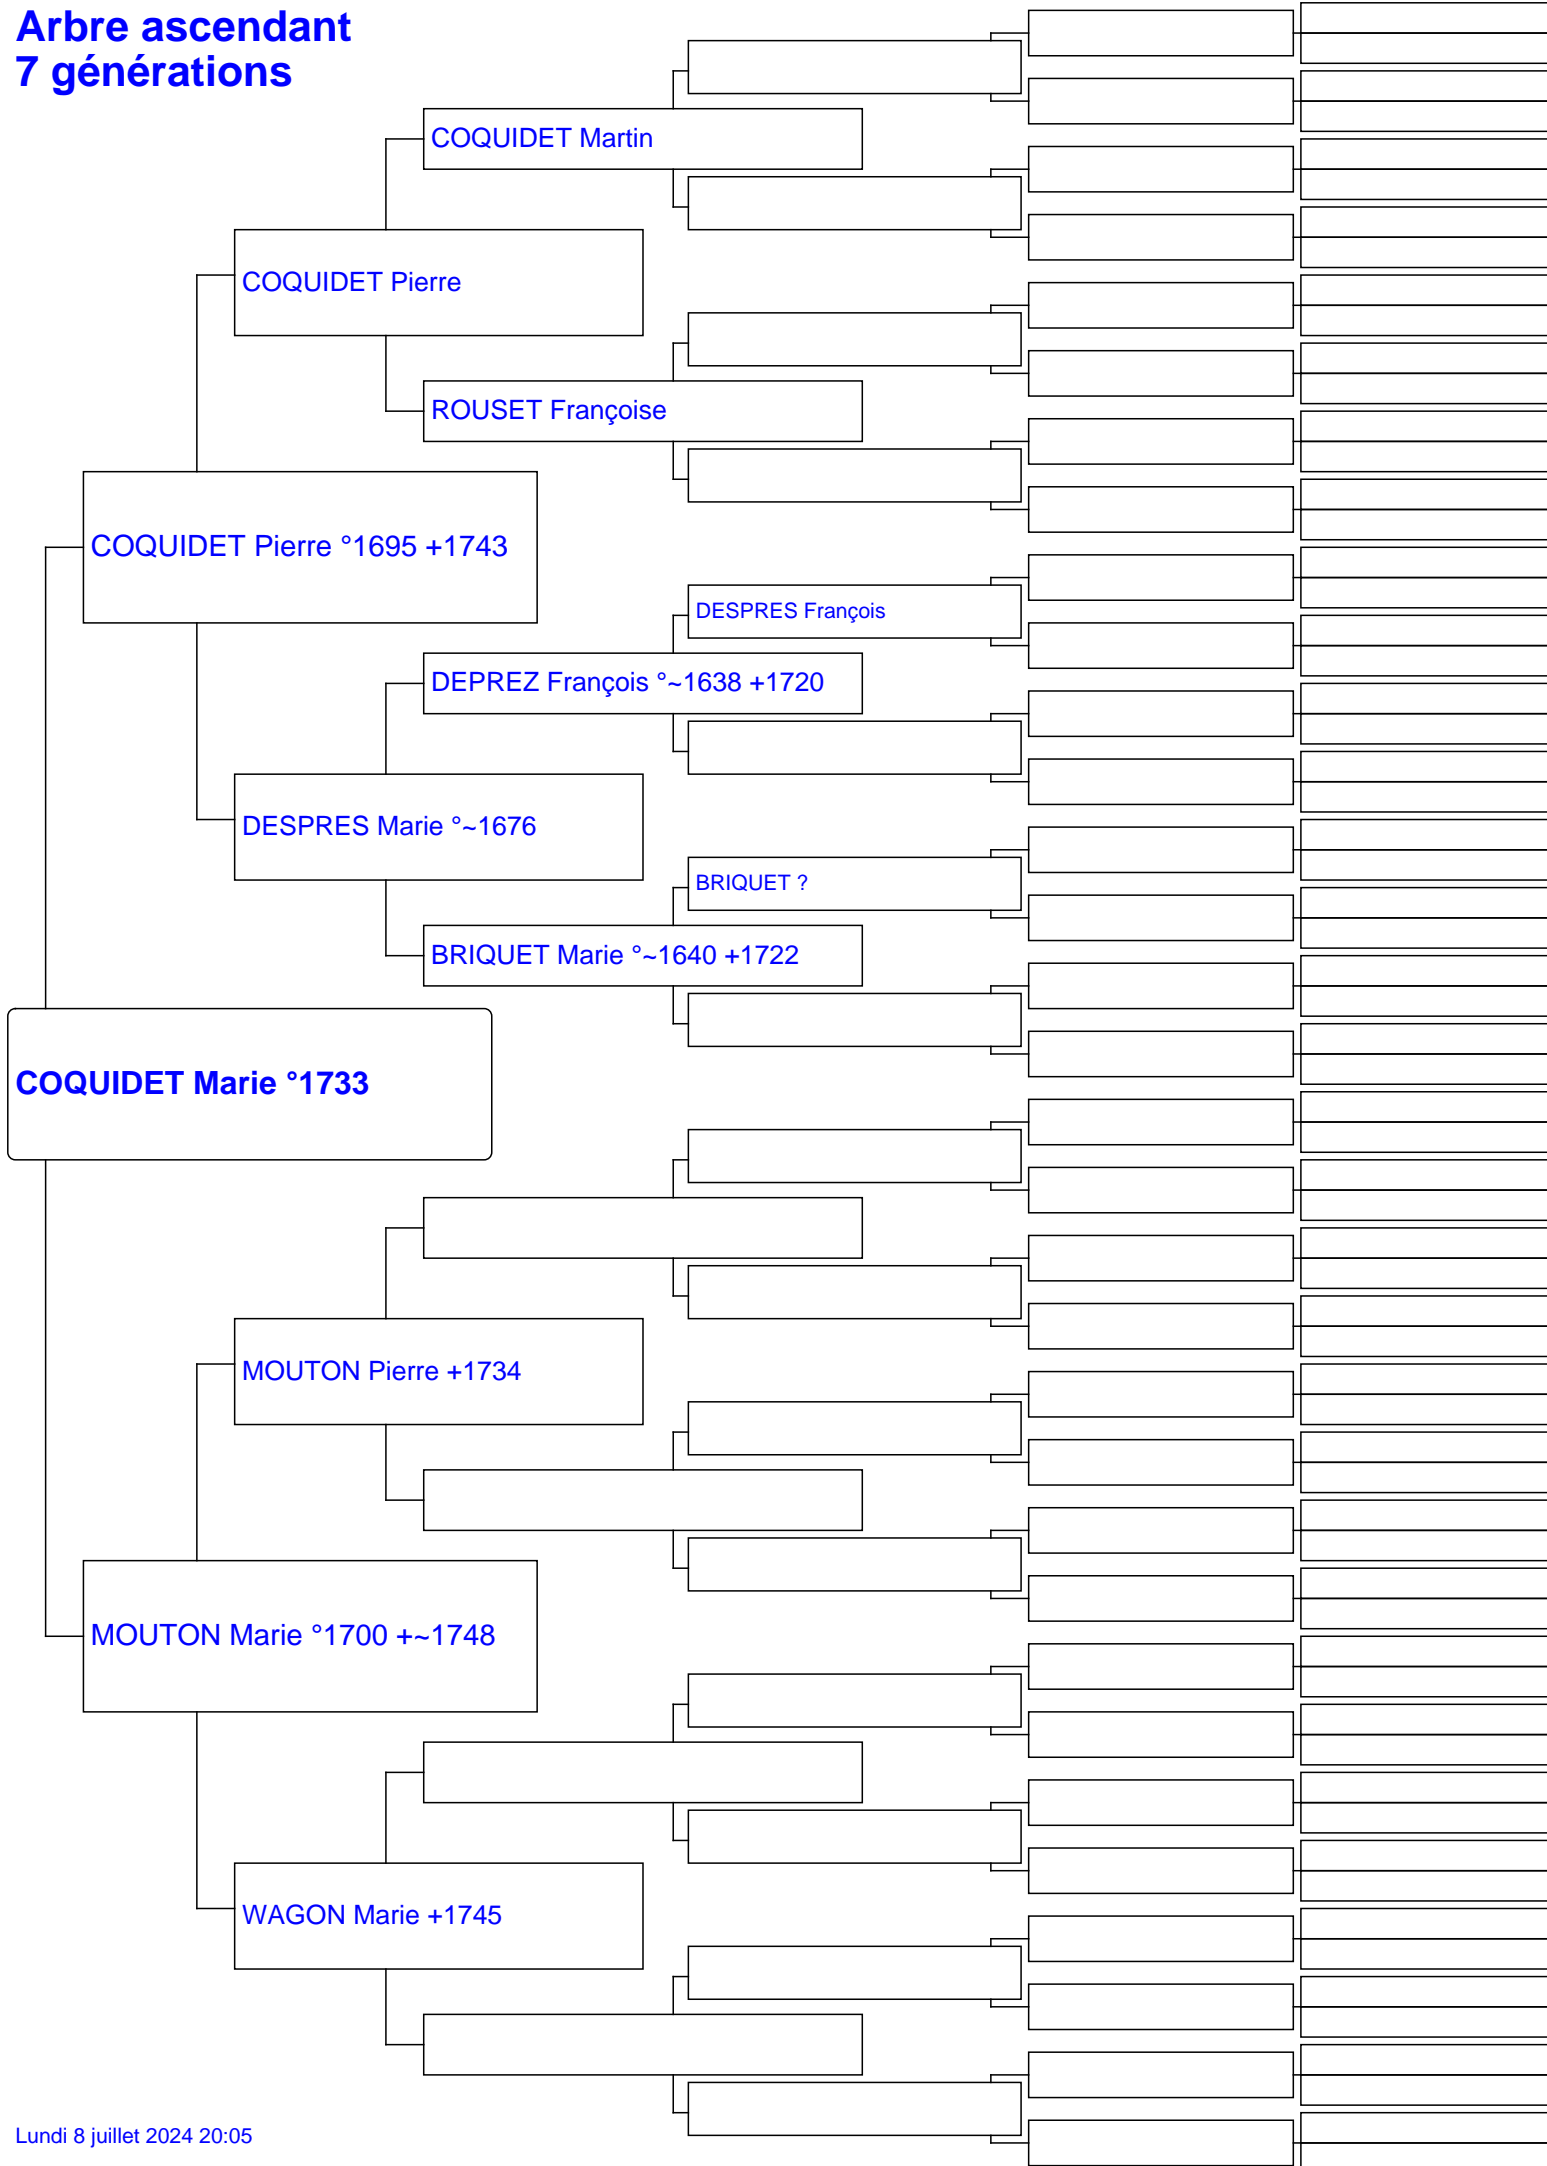 Arbre ascendant
7 générations
COQUIDET Martin
COQUIDET Pierre
ROUSET Françoise
COQUIDET Pierre °1695 +1743
DESPRES François
DEPREZ François °~1638 +1720
DESPRES Marie °~1676
BRIQUET ?
BRIQUET Marie °~1640 +1722
COQUIDET Marie °1733
MOUTON Pierre +1734
MOUTON Marie °1700 +~1748
WAGON Marie +1745
Lundi 8 juillet 2024 20:05